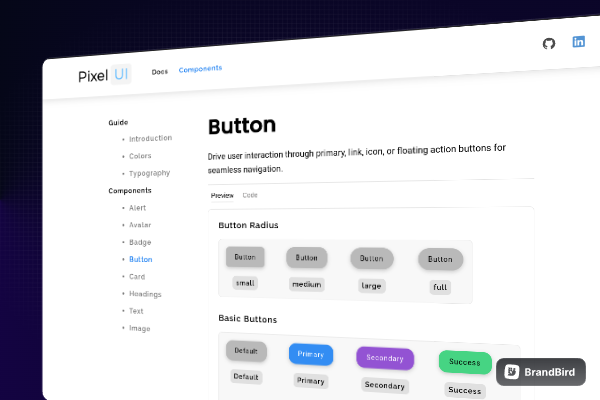 Pixel UI
Docs
Components
Guide
Introduction
Colors
Typography
Components
Alert
Avatar
Badge
Button
Card
Headings
Text
Image
Button
Drive user interaction through primary, link, icon, or floating action buttons for
seamless navigation.
Preview
Code
Button Radius
Button
Button
Button
Button
small
medium
large
full
Basic Buttons
Default
Primary
Secondary
Success
Default
Primary
Secondary
Success
BrandBird